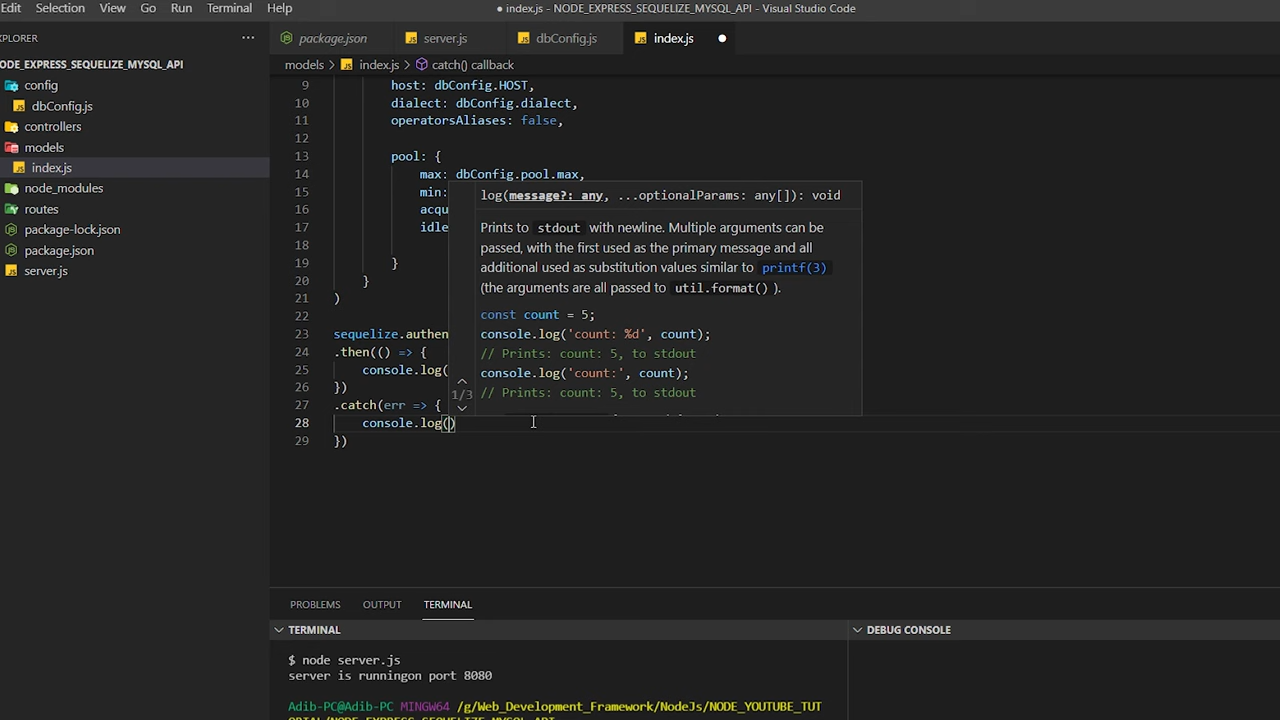 Edit Selection View Go Run Terminal Help
● index.js - NODE_EXPRESS_SEQUELIZE_MYSQL_API - Visual Studio Code
XPLORER ···
package.json server.js dbConfig.js index.js ●
ODE_EXPRESS_SEQUELIZE_MYSQL_API
models > index.js > catch() callback
config
dbConfig.js
controllers
models
index.js
node_modules
routes
package-lock.json
package.json
server.js
9 host: dbConfig.HOST,
10 dialect: dbConfig.dialect,
11 operatorsAliases: false,
12
13 pool: {
14 max: dbConfig.pool.max,
15 min:
16 acqu
17 idle
18
19 }
20 }
21 )
22
23 sequelize.authen
24 .then(() => {
25 console.log(
26 })
27 .catch(err => {
28 console.log()
29 })
log(message?: any, ...optionalParams: any[]): void
Prints to stdout with newline. Multiple arguments can be
passed, with the first used as the primary message and all
additional used as substitution values similar to printf(3)
(the arguments are all passed to util.format() ).
const count = 5;
console.log('count: %d', count);
// Prints: count: 5, to stdout
console.log('count:', count);
// Prints: count: 5, to stdout
1/3
PROBLEMS OUTPUT TERMINAL
TERMINAL
DEBUG CONSOLE
$ node server.js
server is runningon port 8080
Adib-PC@Adib-PC MINGW64 /g/Web_Development_Framework/NodeJs/NODE_YOUTUBE_TUT